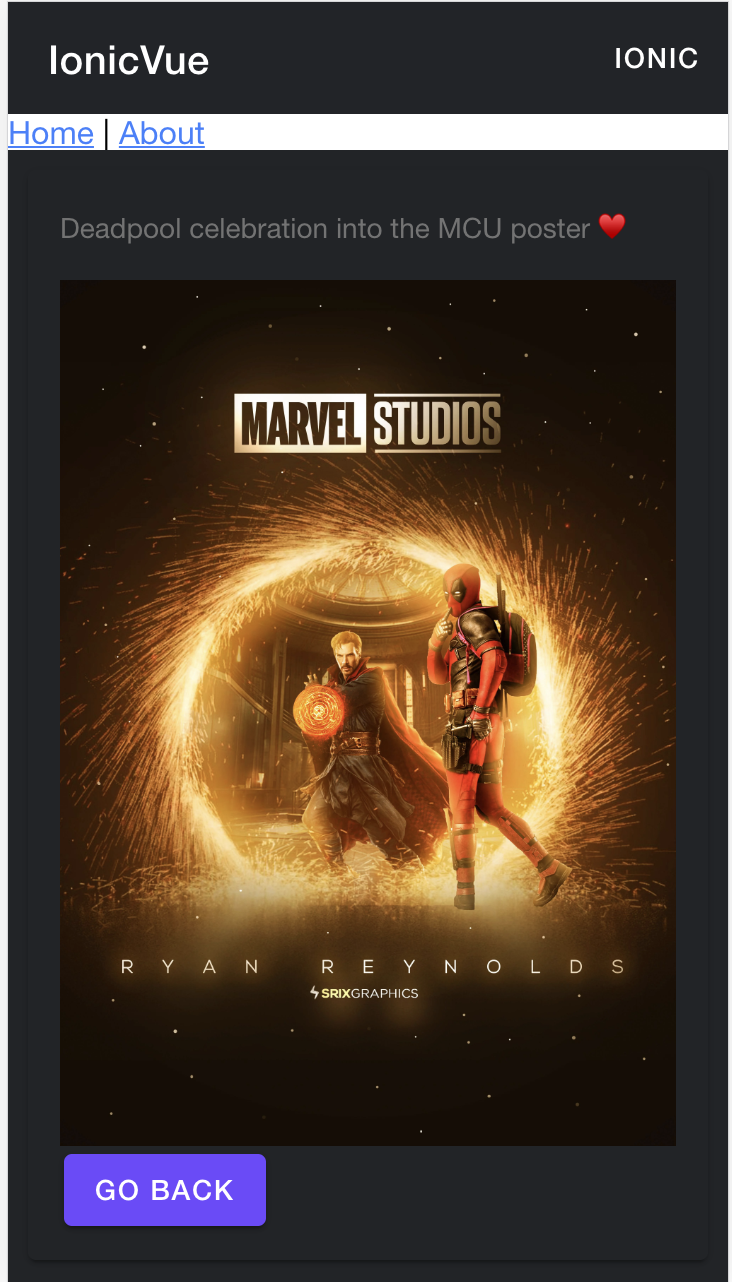 IonicVue IONIC
Home | About
Deadpool celebration into the MCU poster ♥️
MARVEL STUDIOS
RYAN REYNOLDS
SRIXGRAPHICS
GO BACK